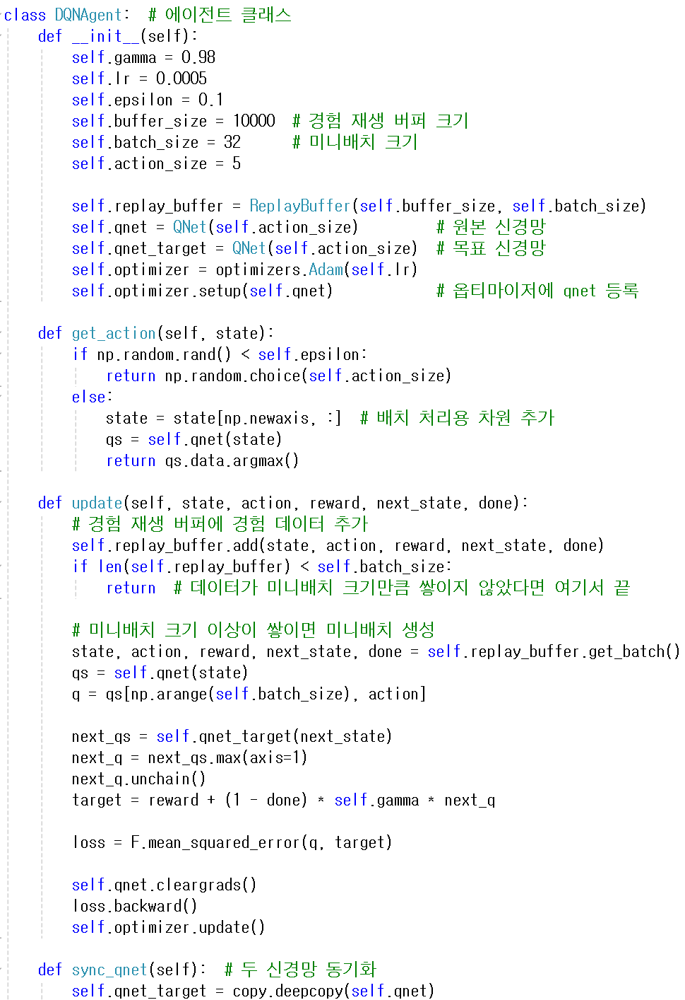 class DQNAgent:  # 에이전트 클래스
    def __init__(self):
        self.gamma = 0.98
        self.lr = 0.0005
        self.epsilon = 0.1
        self.buffer_size = 10000  # 경험 재생 버퍼 크기
        self.batch_size = 32      # 미니배치 크기
        self.action_size = 5

        self.replay_buffer = ReplayBuffer(self.buffer_size, self.batch_size)
        self.qnet = QNet(self.action_size)         # 원본 신경망
        self.qnet_target = QNet(self.action_size)  # 목표 신경망
        self.optimizer = optimizers.Adam(self.lr)
        self.optimizer.setup(self.qnet)            # 옵티마이저에 qnet 등록

    def get_action(self, state):
        if np.random.rand() < self.epsilon:
            return np.random.choice(self.action_size)
        else:
            state = state[np.newaxis, :]  # 배치 처리용 차원 추가
            qs = self.qnet(state)
            return qs.data.argmax()

    def update(self, state, action, reward, next_state, done):
        # 경험 재생 버퍼에 경험 데이터 추가
        self.replay_buffer.add(state, action, reward, next_state, done)
        if len(self.replay_buffer) < self.batch_size:
            return  # 데이터가 미니배치 크기만큼 쌓이지 않았다면 여기서 끝

        # 미니배치 크기 이상이 쌓이면 미니배치 생성
        state, action, reward, next_state, done = self.replay_buffer.get_batch()
        qs = self.qnet(state)
        q = qs[np.arange(self.batch_size), action]

        next_qs = self.qnet_target(next_state)
        next_q = next_qs.max(axis=1)
        next_q.unchain()
        target = reward + (1 - done) * self.gamma * next_q

        loss = F.mean_squared_error(q, target)

        self.qnet.cleargrads()
        loss.backward()
        self.optimizer.update()

    def sync_qnet(self):  # 두 신경망 동기화
        self.qnet_target = copy.deepcopy(self.qnet)